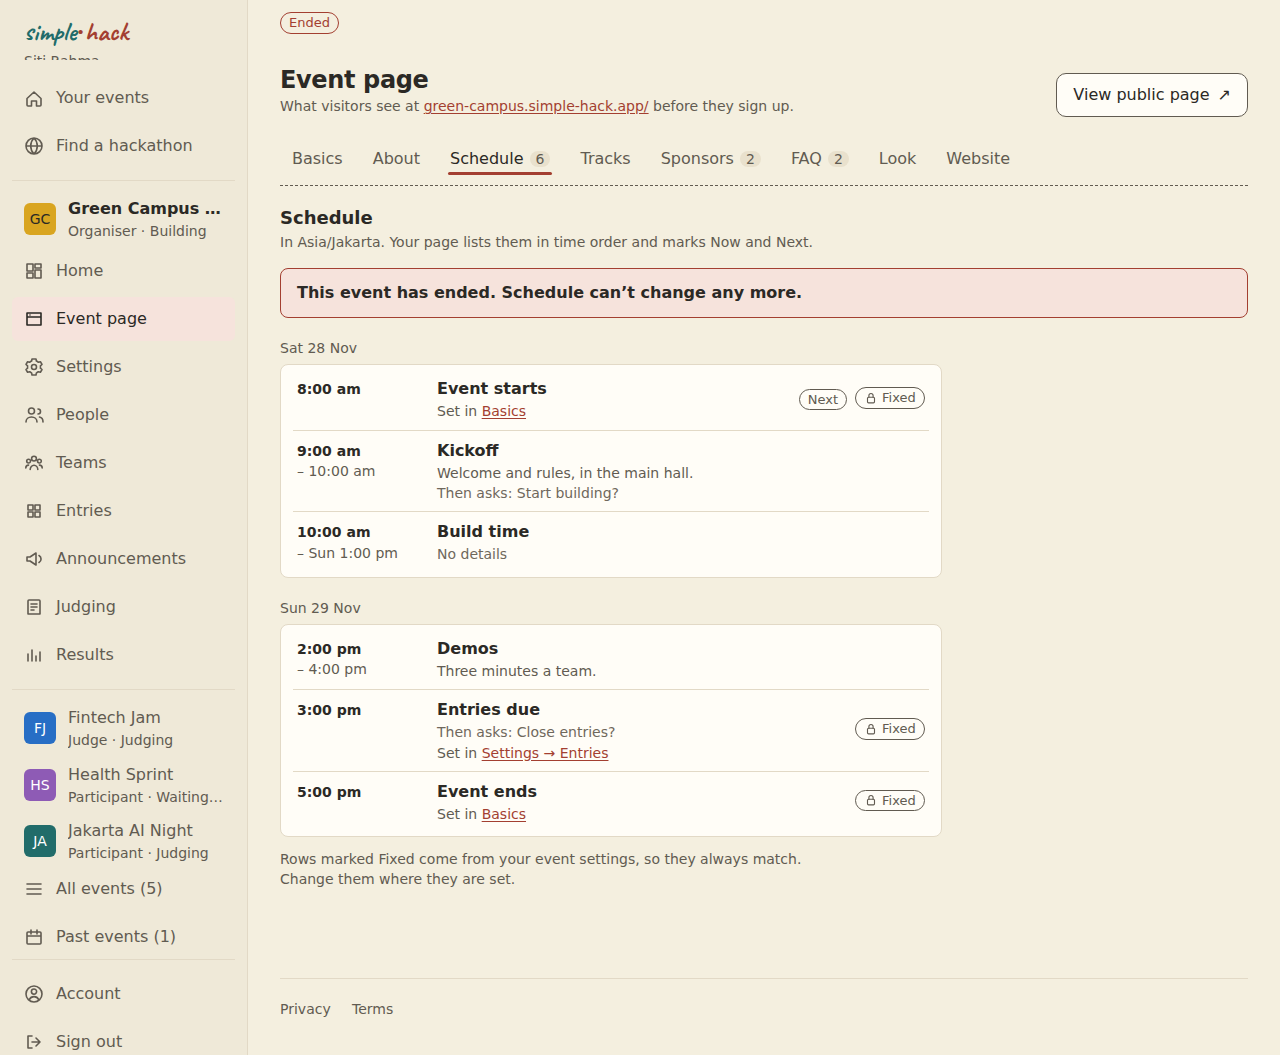 simple·hack
Siti Rahma
Your events
Find a hackathon
GC
Green Campus …
Organiser · Building
Home
Event page
Settings
People
Teams
Entries
Announcements
Judging
Results
FJ
Fintech Jam
Judge · Judging
HS
Health Sprint
Participant · Waiting…
JA
Jakarta AI Night
Participant · Judging
All events (5)
Past events (1)
Account
Sign out
Ended
Event page
What visitors see at green-campus.simple-hack.app/ before they sign up.
View public page ↗
Basics About Schedule 6 Tracks Sponsors 2 FAQ 2 Look Website
Schedule
In Asia/Jakarta. Your page lists them in time order and marks Now and Next.
This event has ended. Schedule can’t change any more.
Sat 28 Nov
8:00 am Event starts Next Fixed
Set in Basics
9:00 am Kickoff
– 10:00 am Welcome and rules, in the main hall.
Then asks: Start building?
10:00 am Build time
– Sun 1:00 pm No details
Sun 29 Nov
2:00 pm Demos
– 4:00 pm Three minutes a team.
3:00 pm Entries due
Then asks: Close entries? Fixed
Set in Settings → Entries
5:00 pm Event ends Fixed
Set in Basics
Rows marked Fixed come from your event settings, so they always match.
Change them where they are set.
Privacy Terms